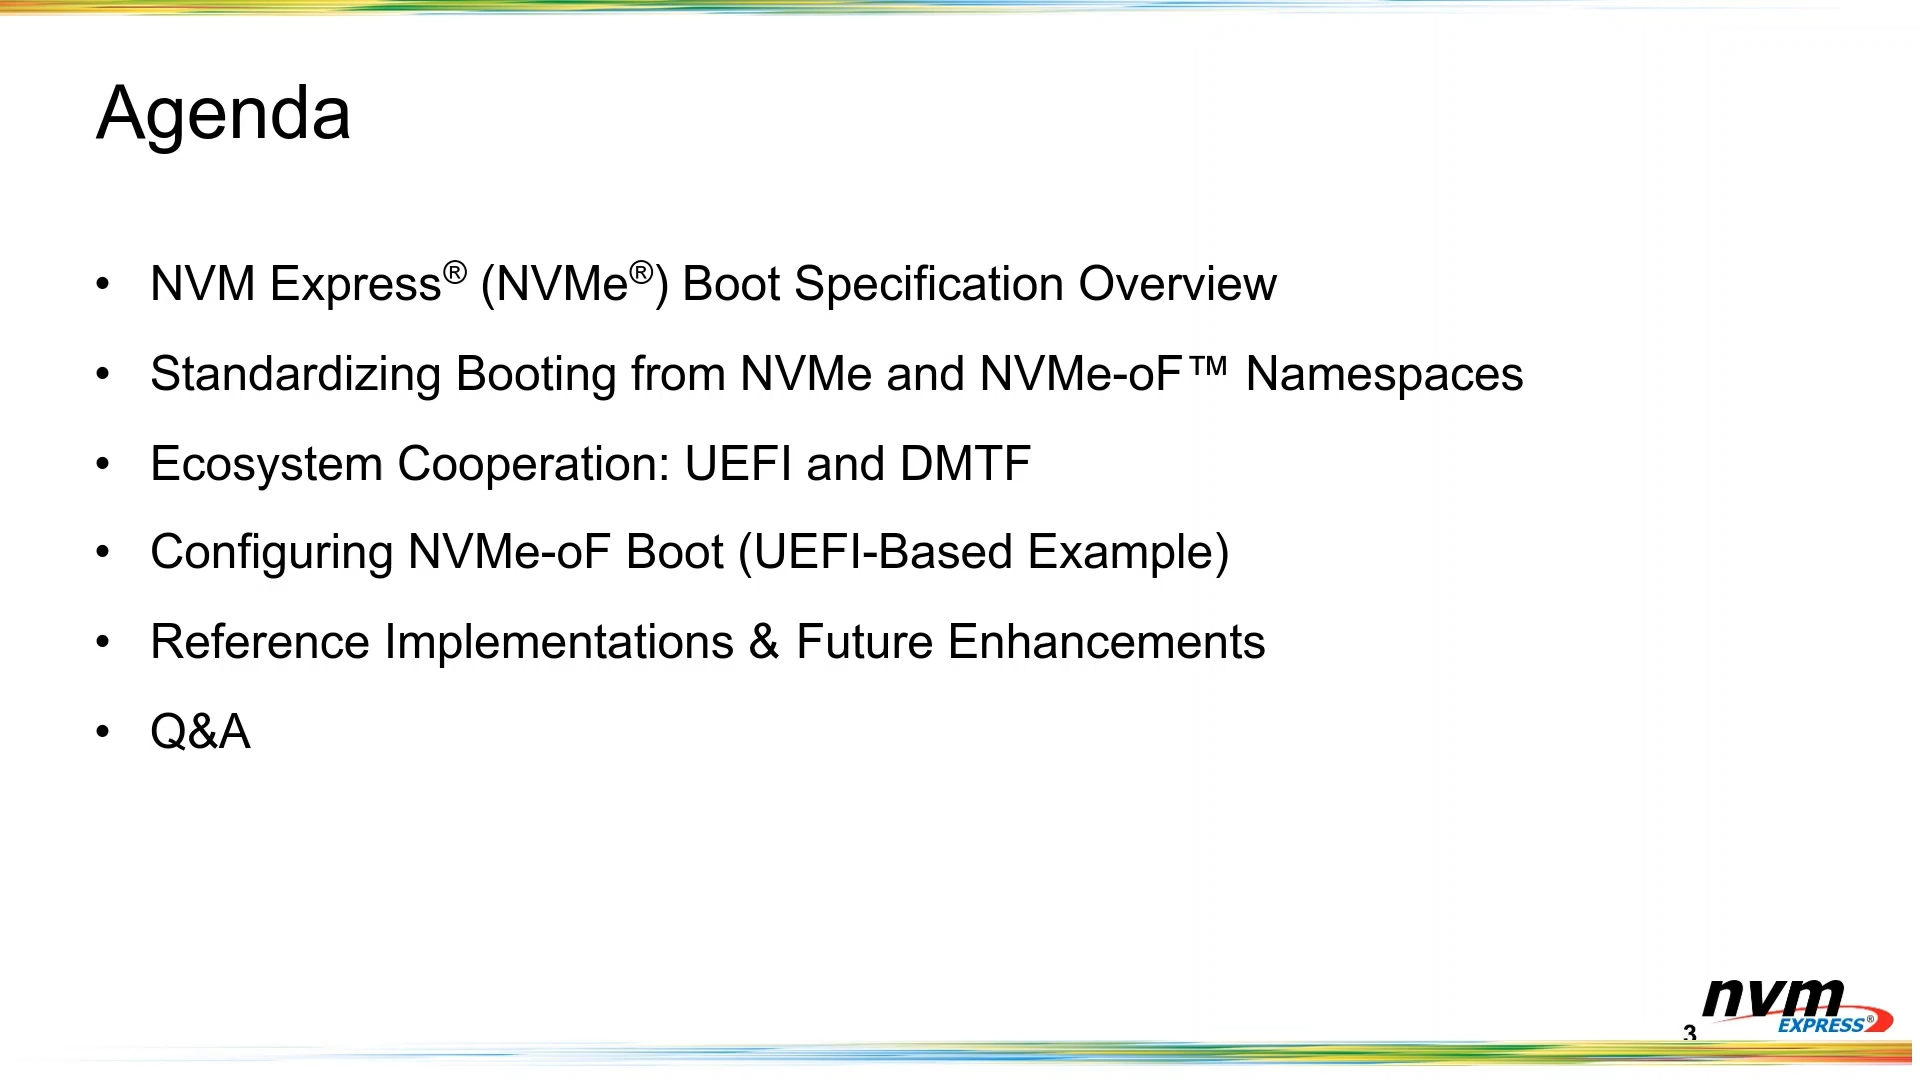 Agenda
• NVM Express® (NVMe®) Boot Specification Overview
• Standardizing Booting from NVMe and NVMe-oF™ Namespaces
• Ecosystem Cooperation: UEFI and DMTF
• Configuring NVMe-oF Boot (UEFI-Based Example)
• Reference Implementations & Future Enhancements
• Q&A
nvm
EXPRESS®
3